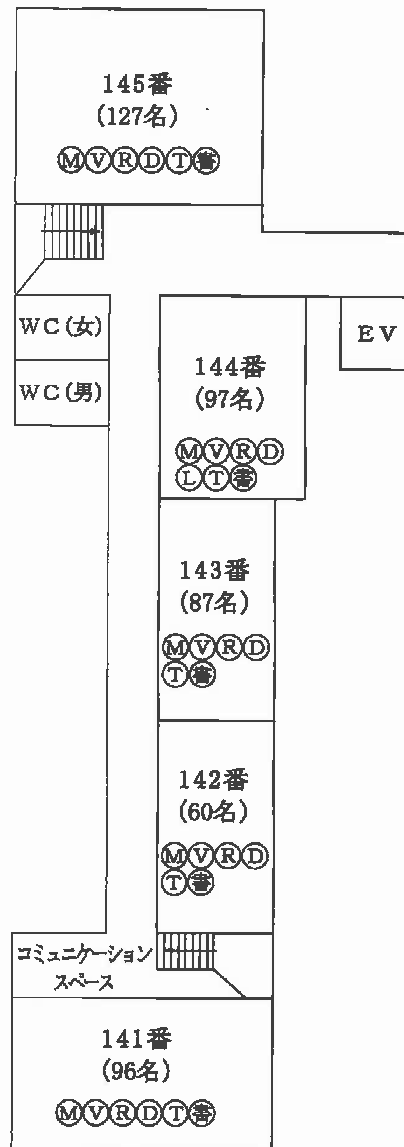 145番
(127名)
ⓂⓋⓇⒹⓉ書
WC(女)
WC(男)
EV
144番
(97名)
ⓂⓋⓇⒹ
ⓁⓉ書
143番
(87名)
ⓂⓋⓇⒹ
Ⓣ書
142番
(60名)
ⓂⓋⓇⒹ
Ⓣ書
コミュニケーション
スペース
141番
(96名)
ⓂⓋⓇⒹⓉ書